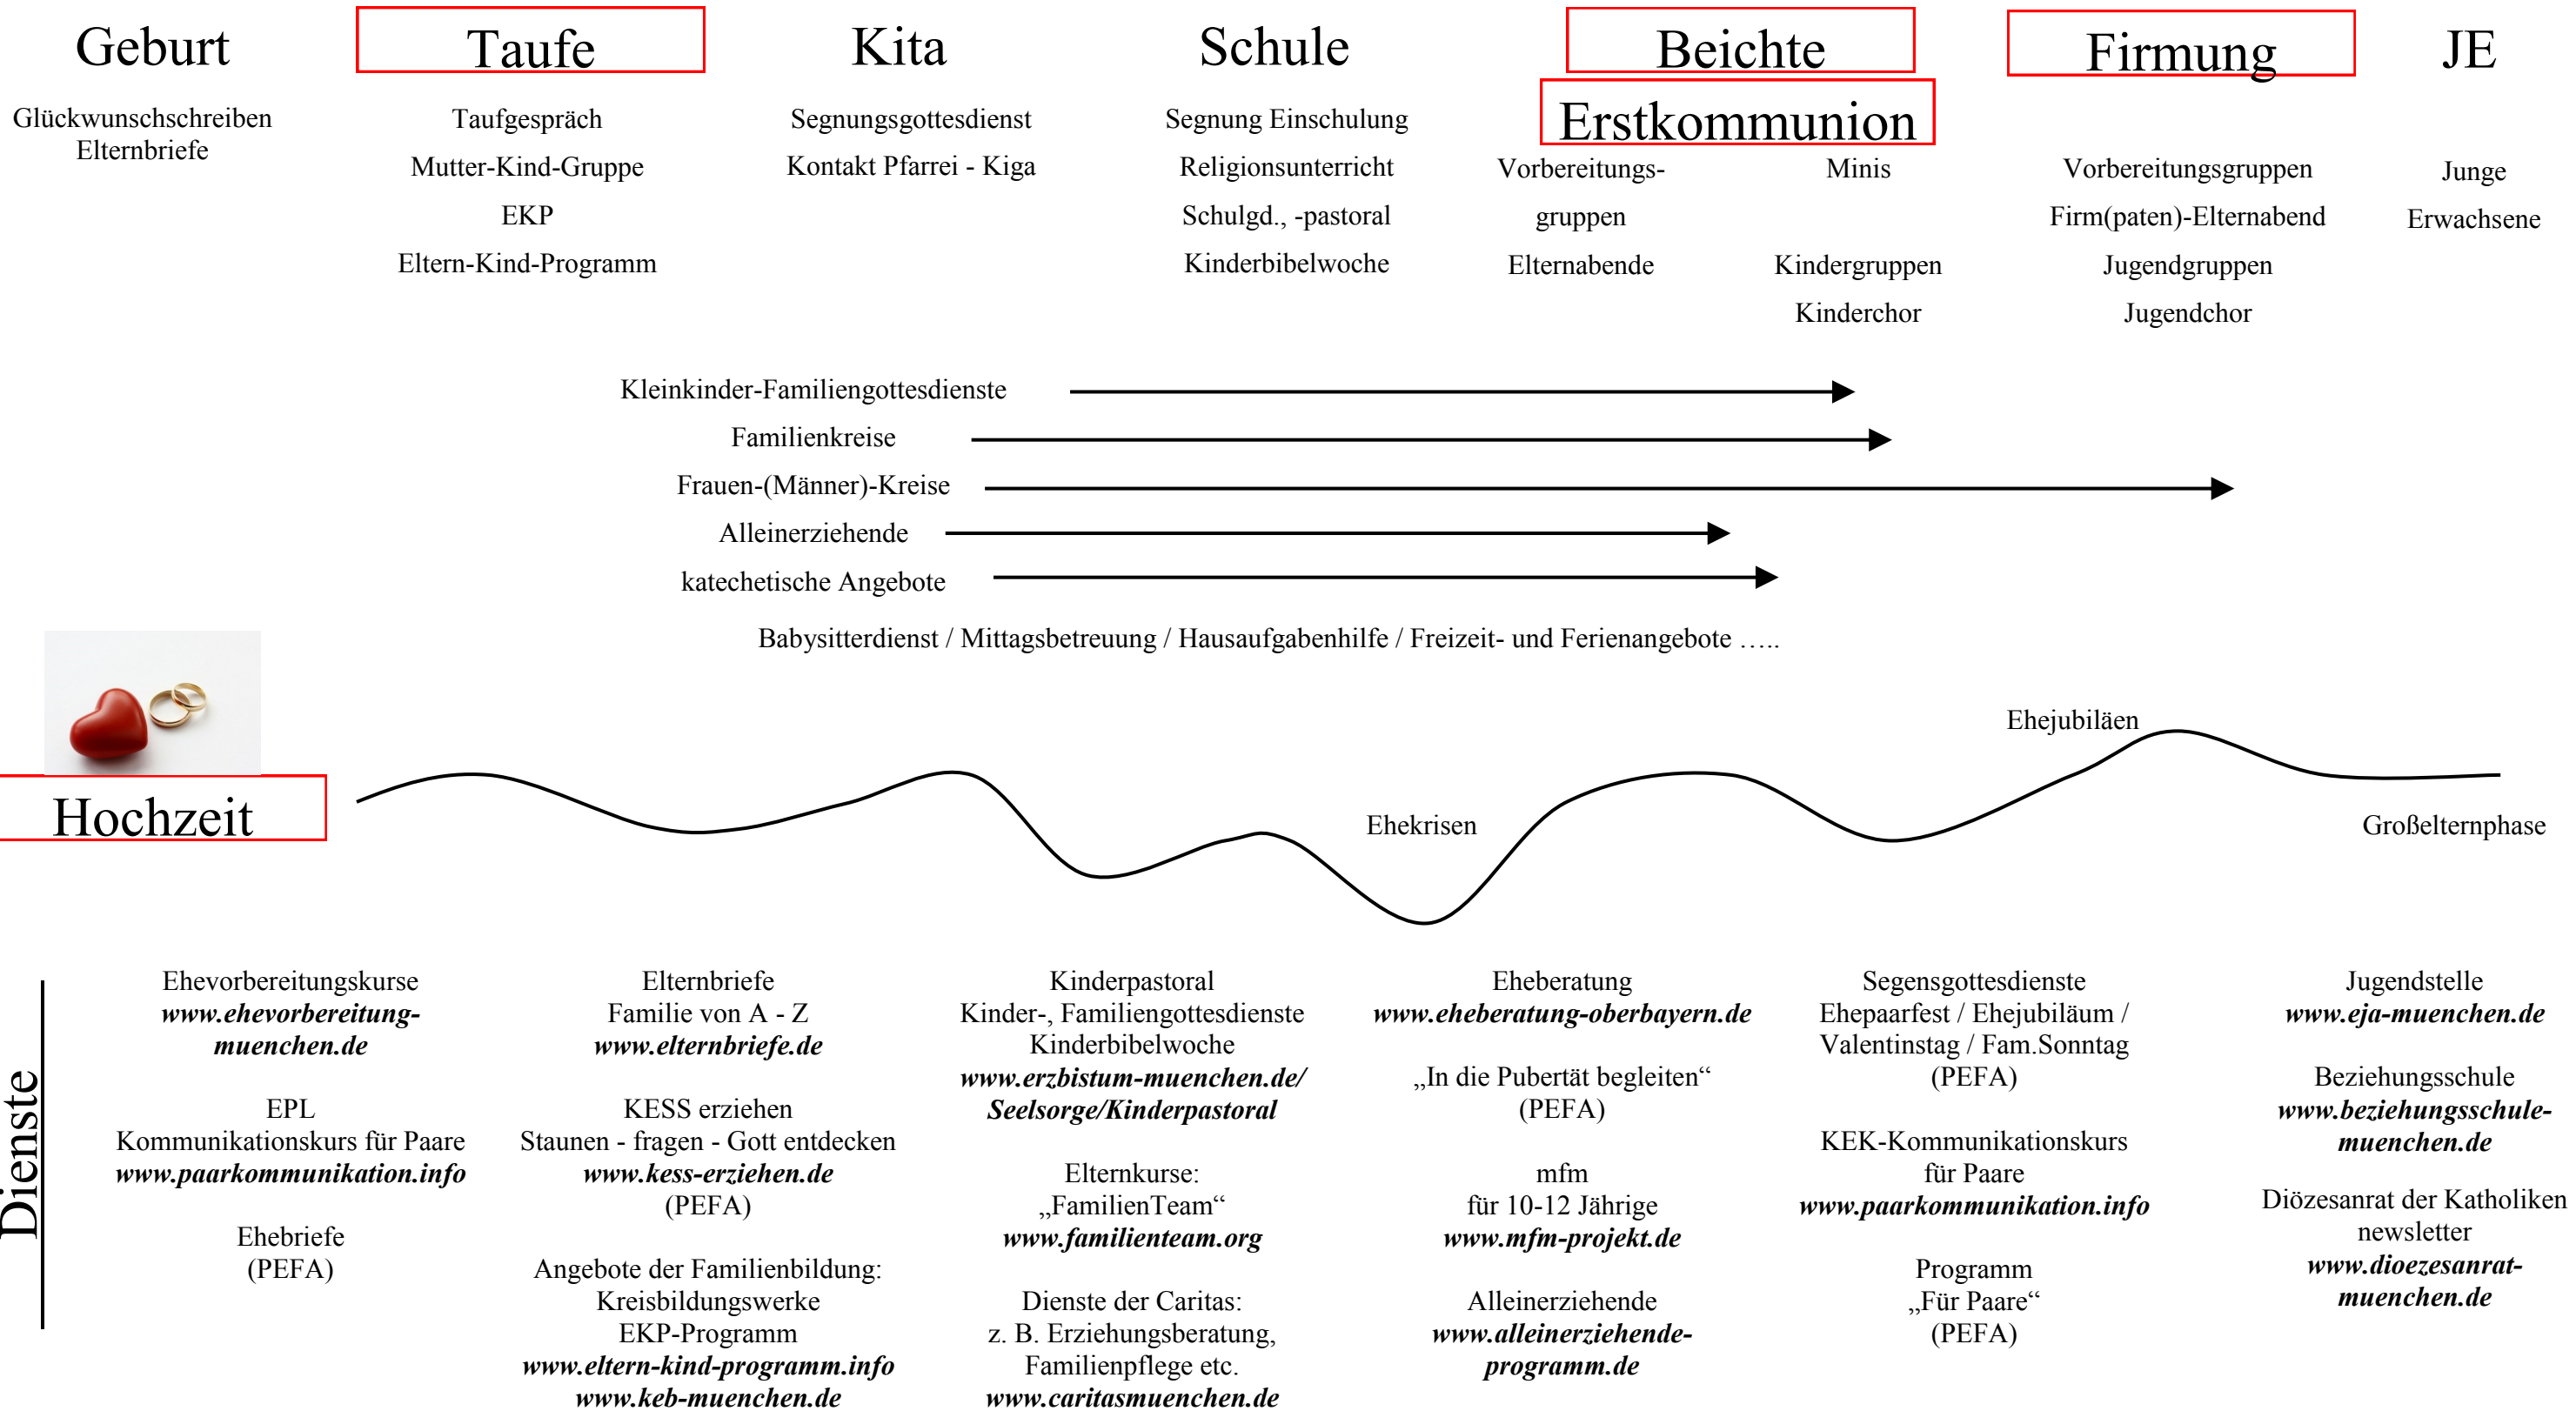 Geburt
Glückwunschschreiben
Elternbriefe
Taufe
Taufgespräch
Mutter-Kind-Gruppe
EKP
Eltern-Kind-Programm
Kita
Segnungsgottesdienst
Kontakt Pfarrei - Kiga
Schule
Segnung Einschulung
Religionsunterricht
Schulgd., -pastoral
Kinderbibelwoche
Beichte
Erstkommunion
Vorbereitungs-
gruppen
Elternabende
Minis
Kindergruppen
Kinderchor
Firmung
Vorbereitungsgruppen
Firm(paten)-Elternabend
Jugendgruppen
Jugendchor
JE
Junge
Erwachsene
Kleinkinder-Familiengottesdienste
Familienkreise
Frauen-(Männer)-Kreise
Alleinerziehende
katechetische Angebote
Babysitterdienst / Mittagsbetreuung / Hausaufgabenhilfe / Freizeit- und Ferienangebote …..
Hochzeit
Ehekrisen
Ehejubiläen
Großelternphase
Dienste
Ehevorbereitungskurse
www.ehevorbereitung-
muenchen.de
EPL
Kommunikationskurs für Paare
www.paarkommunikation.info
Ehebriefe
(PEFA)
Elternbriefe
Familie von A - Z
www.elternbriefe.de
KESS erziehen
Staunen - fragen - Gott entdecken
www.kess-erziehen.de
(PEFA)
Angebote der Familienbildung:
Kreisbildungswerke
EKP-Programm
www.eltern-kind-programm.info
www.keb-muenchen.de
Kinderpastoral
Kinder-, Familiengottesdienste
Kinderbibelwoche
www.erzbistum-muenchen.de/
Seelsorge/Kinderpastoral
Elternkurse:
„FamilienTeam“
www.familienteam.org
Dienste der Caritas:
z. B. Erziehungsberatung,
Familienpflege etc.
www.caritasmuenchen.de
Eheberatung
www.eheberatung-oberbayern.de
„In die Pubertät begleiten“
(PEFA)
mfm
für 10-12 Jährige
www.mfm-projekt.de
Alleinerziehende
www.alleinerziehende-
programm.de
Segensgottesdienste
Ehepaarfest / Ehejubiläum /
Valentinstag / Fam.Sonntag
(PEFA)
KEK-Kommunikationskurs
für Paare
www.paarkommunikation.info
Programm
„Für Paare“
(PEFA)
Jugendstelle
www.eja-muenchen.de
Beziehungsschule
www.beziehungsschule-
muenchen.de
Diözesanrat der Katholiken
newsletter
www.dioezesanrat-
muenchen.de